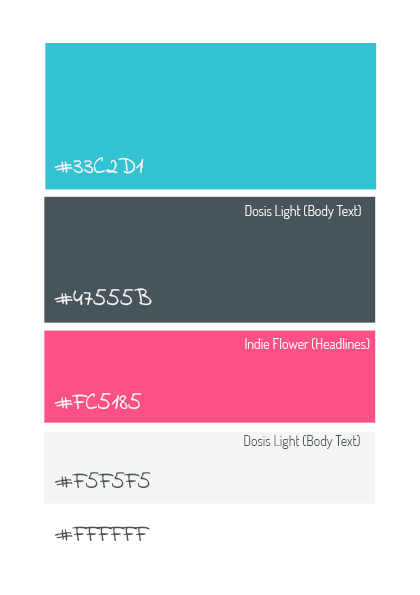 #33C2D1
Dosis Light (Body Text)
#47555B
Indie Flower (Headlines)
#FC5185
Dosis Light (Body Text)
#F5F5F5
#FFFFFF